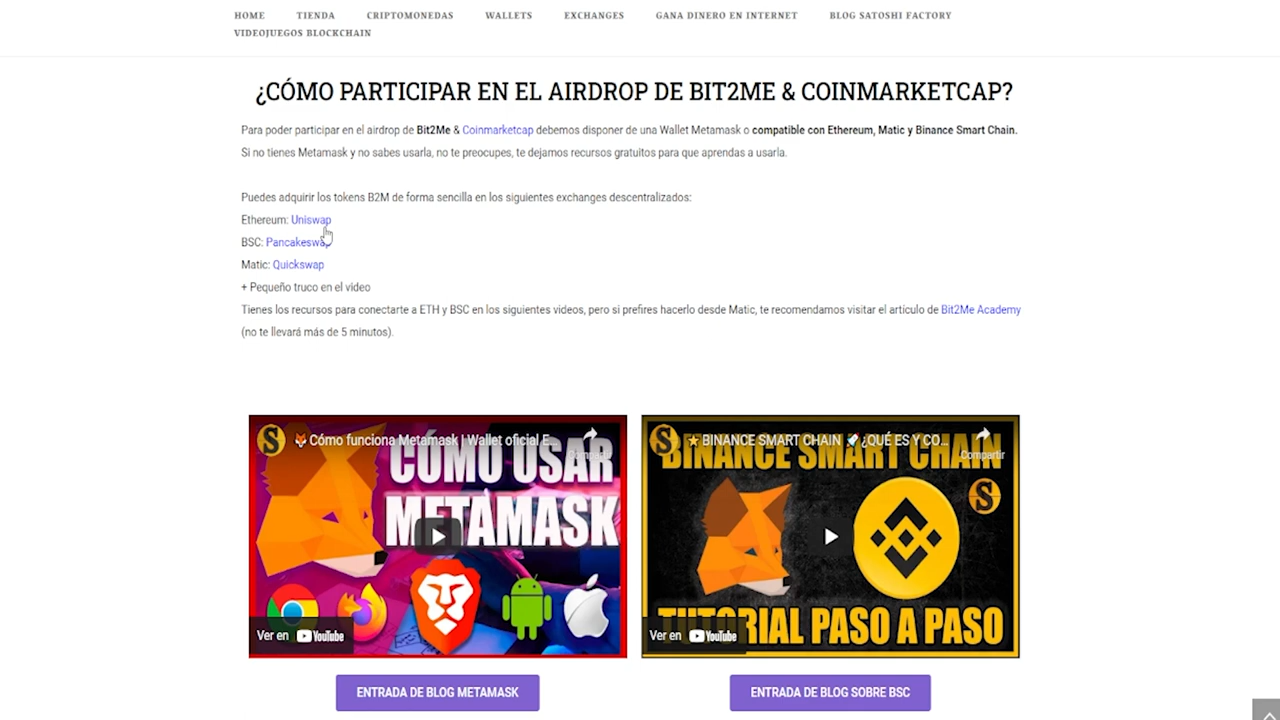 HOME TIENDA CRIPTOMONEDAS WALLETS EXCHANGES GANA DINERO EN INTERNET BLOG SATOSHI FACTORY
VIDEOJUEGOS BLOCKCHAIN
¿CÓMO PARTICIPAR EN EL AIRDROP DE BIT2ME & COINMARKETCAP?
Para poder participar en el airdrop de Bit2Me & Coinmarketcap debemos disponer de una Wallet Metamask o compatible con Ethereum, Matic y Binance Smart Chain.
Si no tienes Metamask y no sabes usarla, no te preocupes, te dejamos recursos gratuitos para que aprendas a usarla.
Puedes adquirir los tokens B2M de forma sencilla en los siguientes exchanges descentralizados:
Ethereum: Uniswap
BSC: Pancakeswap
Matic: Quickswap
+ Pequeño truco en el video
Tienes los recursos para conectarte a ETH y BSC en los siguientes videos, pero si prefires hacerlo desde Matic, te recomendamos visitar el artículo de Bit2Me Academy
(no te llevará más de 5 minutos).
Cómo funciona Metamask | Wallet oficial E...
Compartir
CÓMO USAR
METAMASK
Ver en YouTube
BINANCE SMART CHAIN ¿QUÉ ES Y CO...
Compartir
BINANCE SMART CHAIN
TUTORIAL PASO A PASO
Ver en YouTube
ENTRADA DE BLOG METAMASK
ENTRADA DE BLOG SOBRE BSC